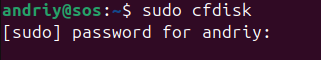 andriy@sos:~$ sudo cfdisk
[sudo] password for andriy: